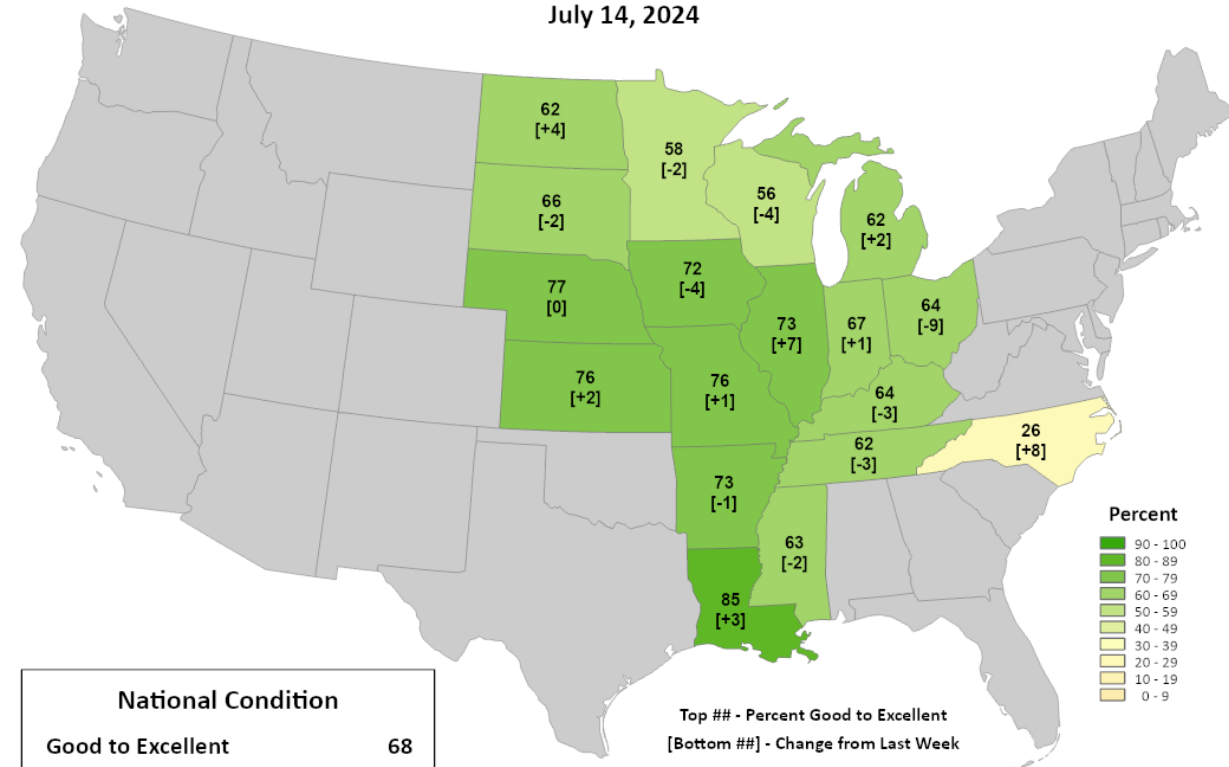 July 14, 2024
62
[+4]
58
[-2]
56
[-4]
66
[-2]
62
[+2]
72
[-4]
77
[0]
64
[-9]
73
[+7]
67
[+1]
76
[+2]
76
[+1]
64
[-3]
62
[-3]
26
[+8]
73
[-1]
63
[-2]
85
[+3]
Percent
90 - 100
80 - 89
70 - 79
60 - 69
50 - 59
40 - 49
30 - 39
20 - 29
10 - 19
0 - 9
National Condition
Good to Excellent 68
Top ## - Percent Good to Excellent
[Bottom ##] - Change from Last Week